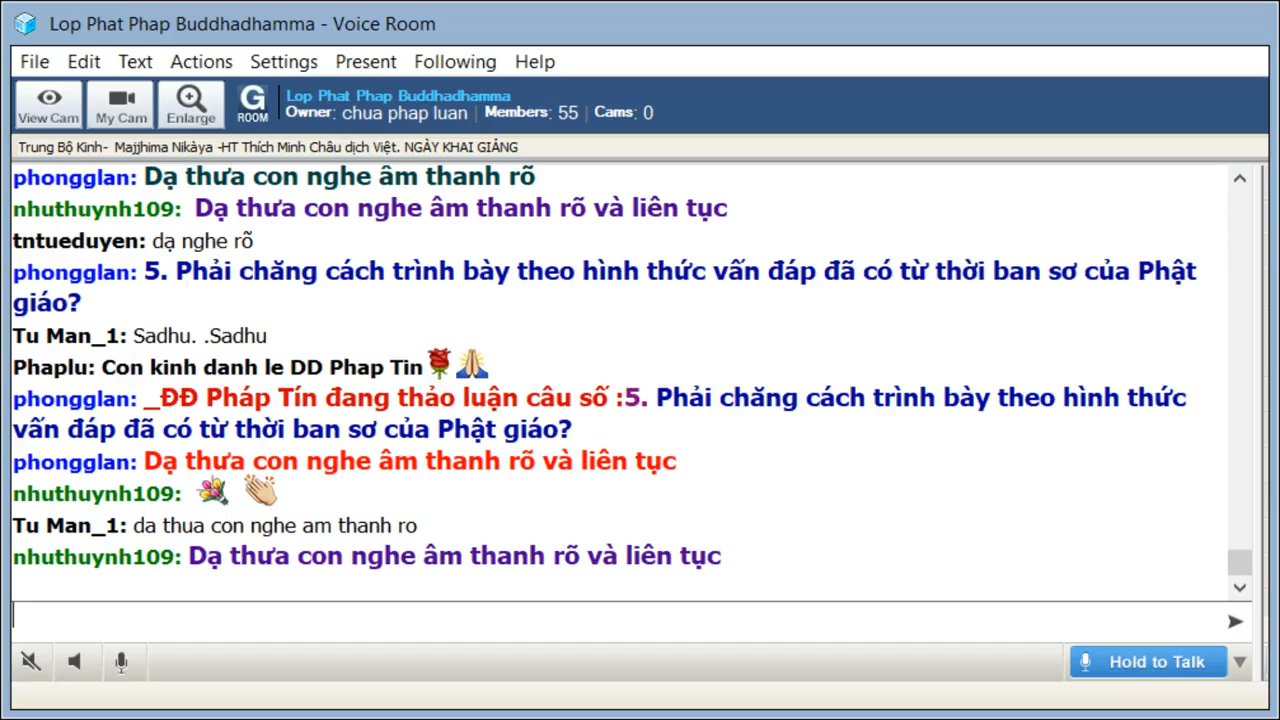 Lop Phat Phap Buddhadhamma - Voice Room
File Edit Text Actions Settings Present Following Help
View Cam My Cam Enlarge G ROOM Lop Phat Phap Buddhadhamma
Owner: chua phap luan | Members: 55 | Cams: 0
Trung Bộ Kinh- Majjhima Nikàya -HT Thích Minh Châu dịch Việt. NGÀY KHAI GIẢNG
phongglan: Dạ thưa con nghe âm thanh rõ
nhuthuynh109: Dạ thưa con nghe âm thanh rõ và liên tục
tntueduyen: dạ nghe rõ
phongglan: 5. Phải chăng cách trình bày theo hình thức vấn đáp đã có từ thời ban sơ của Phật
giáo?
Tu Man_1: Sadhu. .Sadhu
Phaplu: Con kinh danh le DD Phap Tin
phongglan: _ĐĐ Pháp Tín đang thảo luận câu số :5. Phải chăng cách trình bày theo hình thức
vấn đáp đã có từ thời ban sơ của Phật giáo?
phongglan: Dạ thưa con nghe âm thanh rõ và liên tục
nhuthuynh109:
Tu Man_1: da thua con nghe am thanh ro
nhuthuynh109: Dạ thưa con nghe âm thanh rõ và liên tục
Hold to Talk